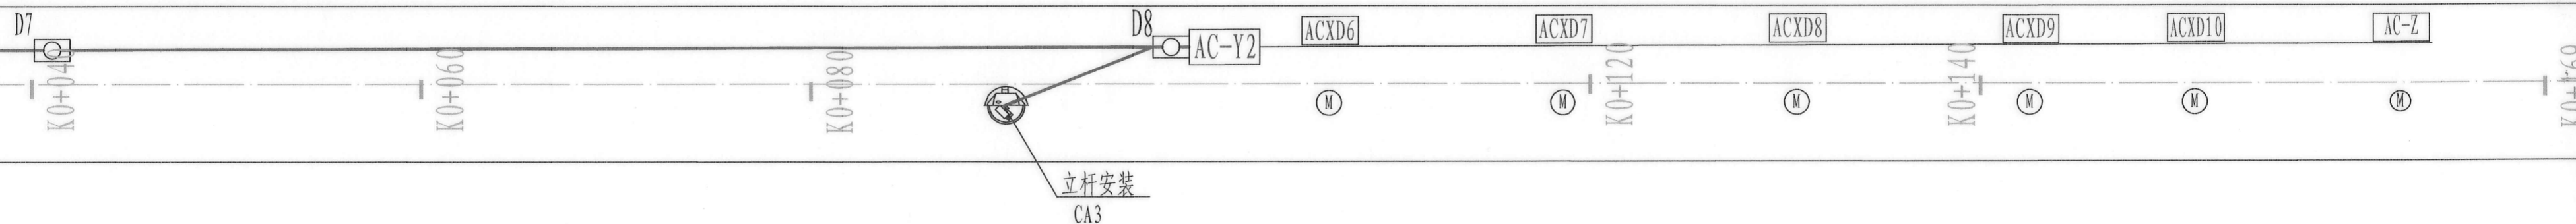 D7
D8
AC-Y2
ACXD6
ACXD7
ACXD8
ACXD9
ACXD10
AC-Z
K0+060
K0+080
K0+120
K0+140
M
M
M
M
M
M
立杆安装
CA3